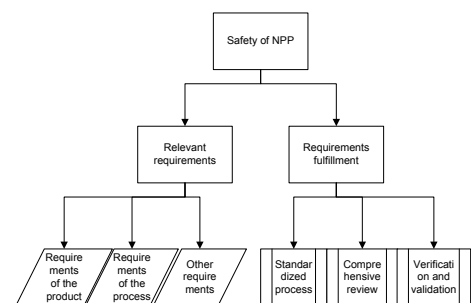 Safety of NPP
Relevant
requirements
Requirements
fulfillment
Require
ments
of the
product
Require
ments
of the
process
Other
require
ments
Standar
dized
process
Compre
hensive
review
Verificati
on and
validation